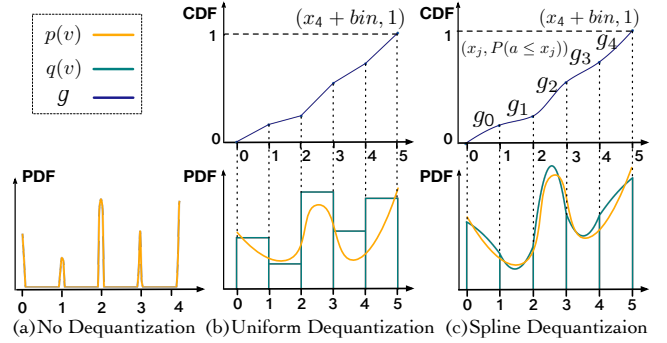 p(v)
q(v)
g
CDF
(x₄ + bin, 1)
1
0
0 1 2 3 4 5
CDF
(x₄ + bin, 1)
1
(xⱼ, P(a ≤ xⱼ))
g₀ g₁ g₂ g₃ g₄
0
0 1 2 3 4 5
PDF
0 1 2 3 4
PDF
0 1 2 3 4 5
PDF
0 1 2 3 4 5
(a)No Dequantization
(b)Uniform Dequantization
(c)Spline Dequantizaion